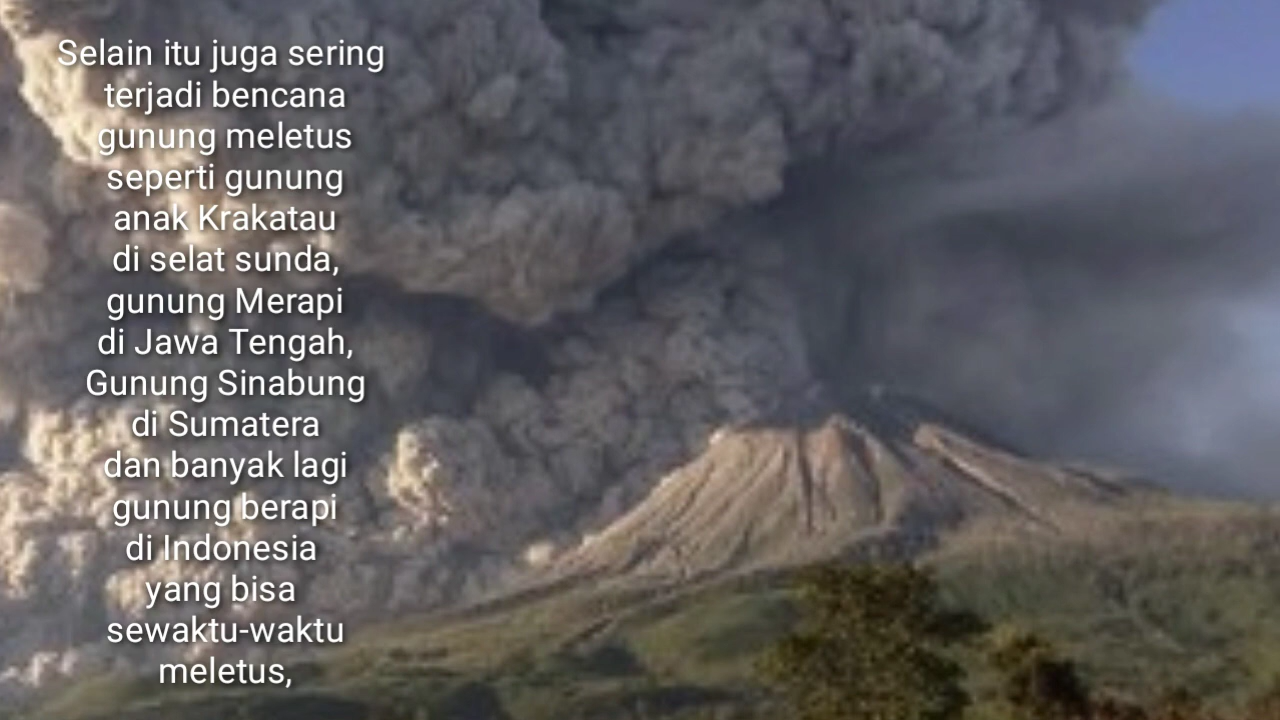 Selain itu juga sering
terjadi bencana
gunung meletus
seperti gunung
anak Krakatau
di selat sunda,
gunung Merapi
di Jawa Tengah,
Gunung Sinabung
di Sumatera
dan banyak lagi
gunung berapi
di Indonesia
yang bisa
sewaktu-waktu
meletus,